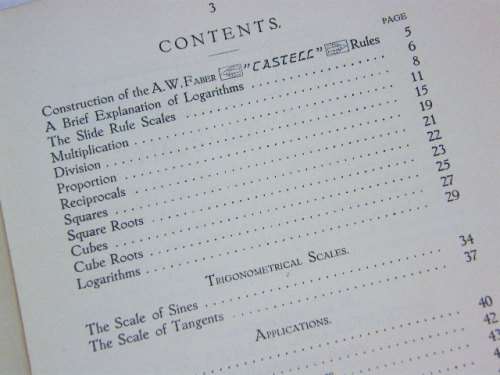 3
CONTENTS.
PAGE
Construction of the A.W. FABER "CASTELL" Rules 5
A Brief Explanation of Logarithms . . . . . . . . . . 6
The Slide Rule Scales . . . . . . . . . . 8
Multiplication . . . . . . . . . . 11
Division . . . . . . . . . . 15
Proportion . . . . . . . . . . 19
Reciprocals . . . . . . . . . . 21
Squares . . . . . . . . . . 22
Square Roots . . . . . . . . . . 23
Cubes . . . . . . . . . . 25
Cube Roots . . . . . . . . . . 27
Logarithms . . . . . . . . . . 29
TRIGONOMETRICAL SCALES.
The Scale of Sines . . . . . . . . . . 34
The Scale of Tangents . . . . . . . . . . 37
APPLICATIONS.
40
42
43